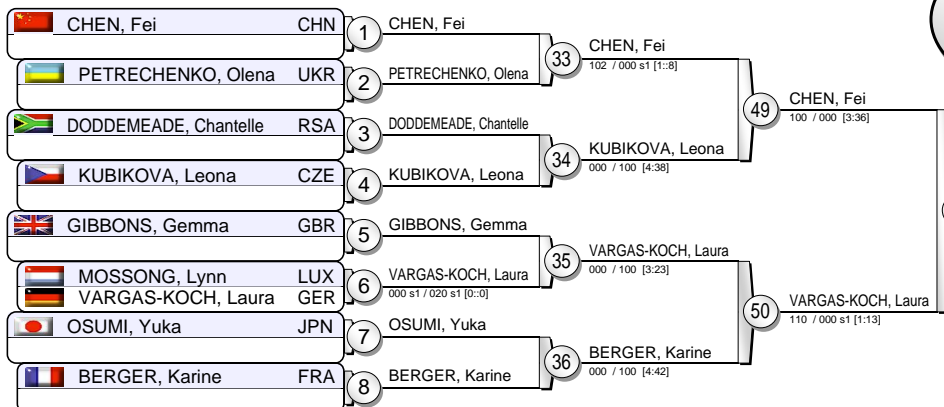 CHEN, Fei CHN
1
CHEN, Fei
PETRECHENKO, Olena UKR
2
PETRECHENKO, Olena
33
CHEN, Fei
102 / 000 s1 [1::8]
DODDEMEADE, Chantelle RSA
3
DODDEMEADE, Chantelle
KUBIKOVA, Leona CZE
4
KUBIKOVA, Leona
34
KUBIKOVA, Leona
000 / 100 [4:38]
49
CHEN, Fei
100 / 000 [3:36]
GIBBONS, Gemma GBR
5
GIBBONS, Gemma
MOSSONG, Lynn LUX
VARGAS-KOCH, Laura GER
6
VARGAS-KOCH, Laura
000 s1 / 020 s1 [0::0]
35
VARGAS-KOCH, Laura
000 / 100 [3:23]
OSUMI, Yuka JPN
7
OSUMI, Yuka
BERGER, Karine FRA
8
BERGER, Karine
36
BERGER, Karine
000 / 100 [4:42]
50
VARGAS-KOCH, Laura
110 / 000 s1 [1:13]